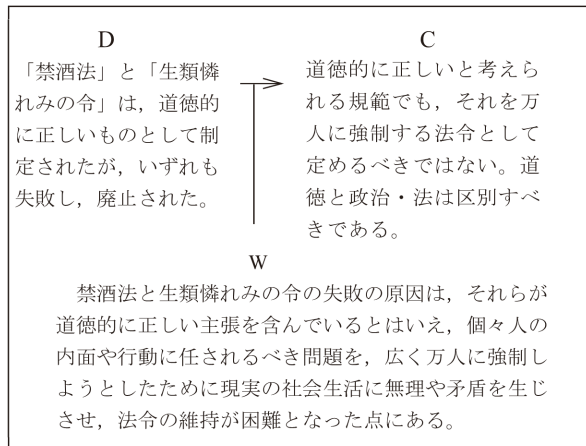 D
「禁酒法」と「生類憐
れみの令」は，道徳的
に正しいものとして制
定されたが，いずれも
失敗し，廃止された。
C
道徳的に正しいと考えら
れる規範でも，それを万
人に強制する法令として
定めるべきではない。道
徳と政治・法は区別すべ
きである。
W
禁酒法と生類憐れみの令の失敗の原因は，それらが
道徳的に正しい主張を含んでいるとはいえ，個々人の
内面や行動に任されるべき問題を，広く万人に強制し
ようとしたために現実の社会生活に無理や矛盾を生じ
させ，法令の維持が困難となった点にある。